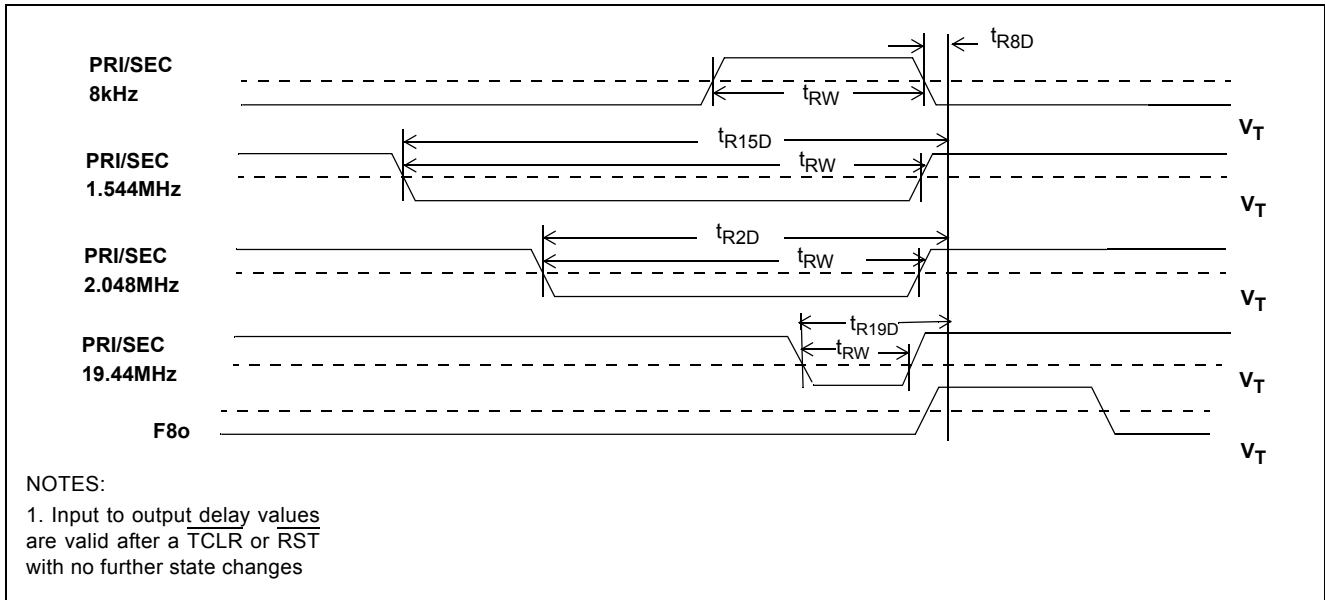 tR8D
PRI/SEC
8kHz
tRW
VT
tR15D
PRI/SEC
1.544MHz
tRW
VT
tR2D
PRI/SEC
2.048MHz
tRW
VT
tR19D
PRI/SEC
19.44MHz
tRW
VT
F8o
VT
NOTES:
1. Input to output delay values
are valid after a TCLR or RST
with no further state changes